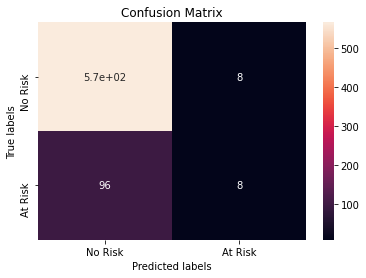 Confusion Matrix
True labels
No Risk
At Risk
5.7e+02
8
96
8
No Risk
At Risk
Predicted labels
500
400
300
200
100